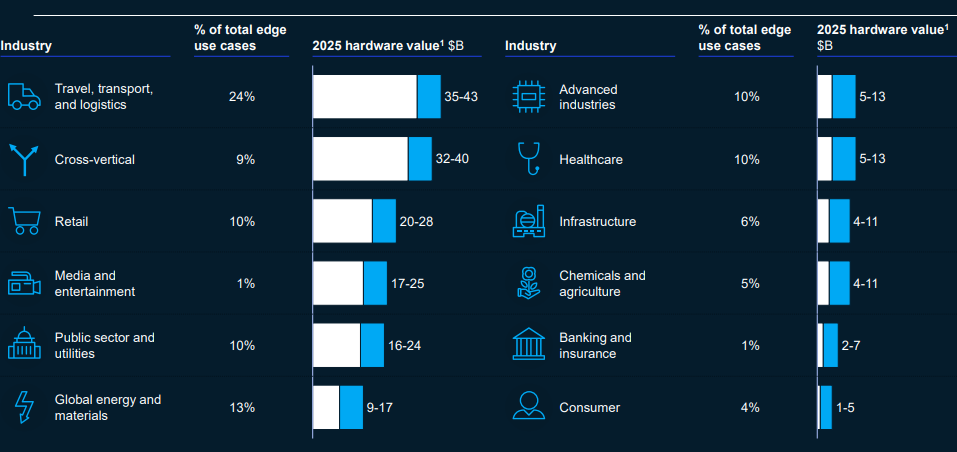 Industry
% of total edge
use cases
2025 hardware value¹ $B
Travel, transport,
and logistics
24%
35-43
Cross-vertical
9%
32-40
Retail
10%
20-28
Media and
entertainment
1%
17-25
Public sector and
utilities
10%
16-24
Global energy and
materials
13%
9-17
Industry
% of total edge
use cases
2025 hardware value¹
$B
Advanced
industries
10%
5-13
Healthcare
10%
5-13
Infrastructure
6%
4-11
Chemicals and
agriculture
5%
4-11
Banking and
insurance
1%
2-7
Consumer
4%
1-5